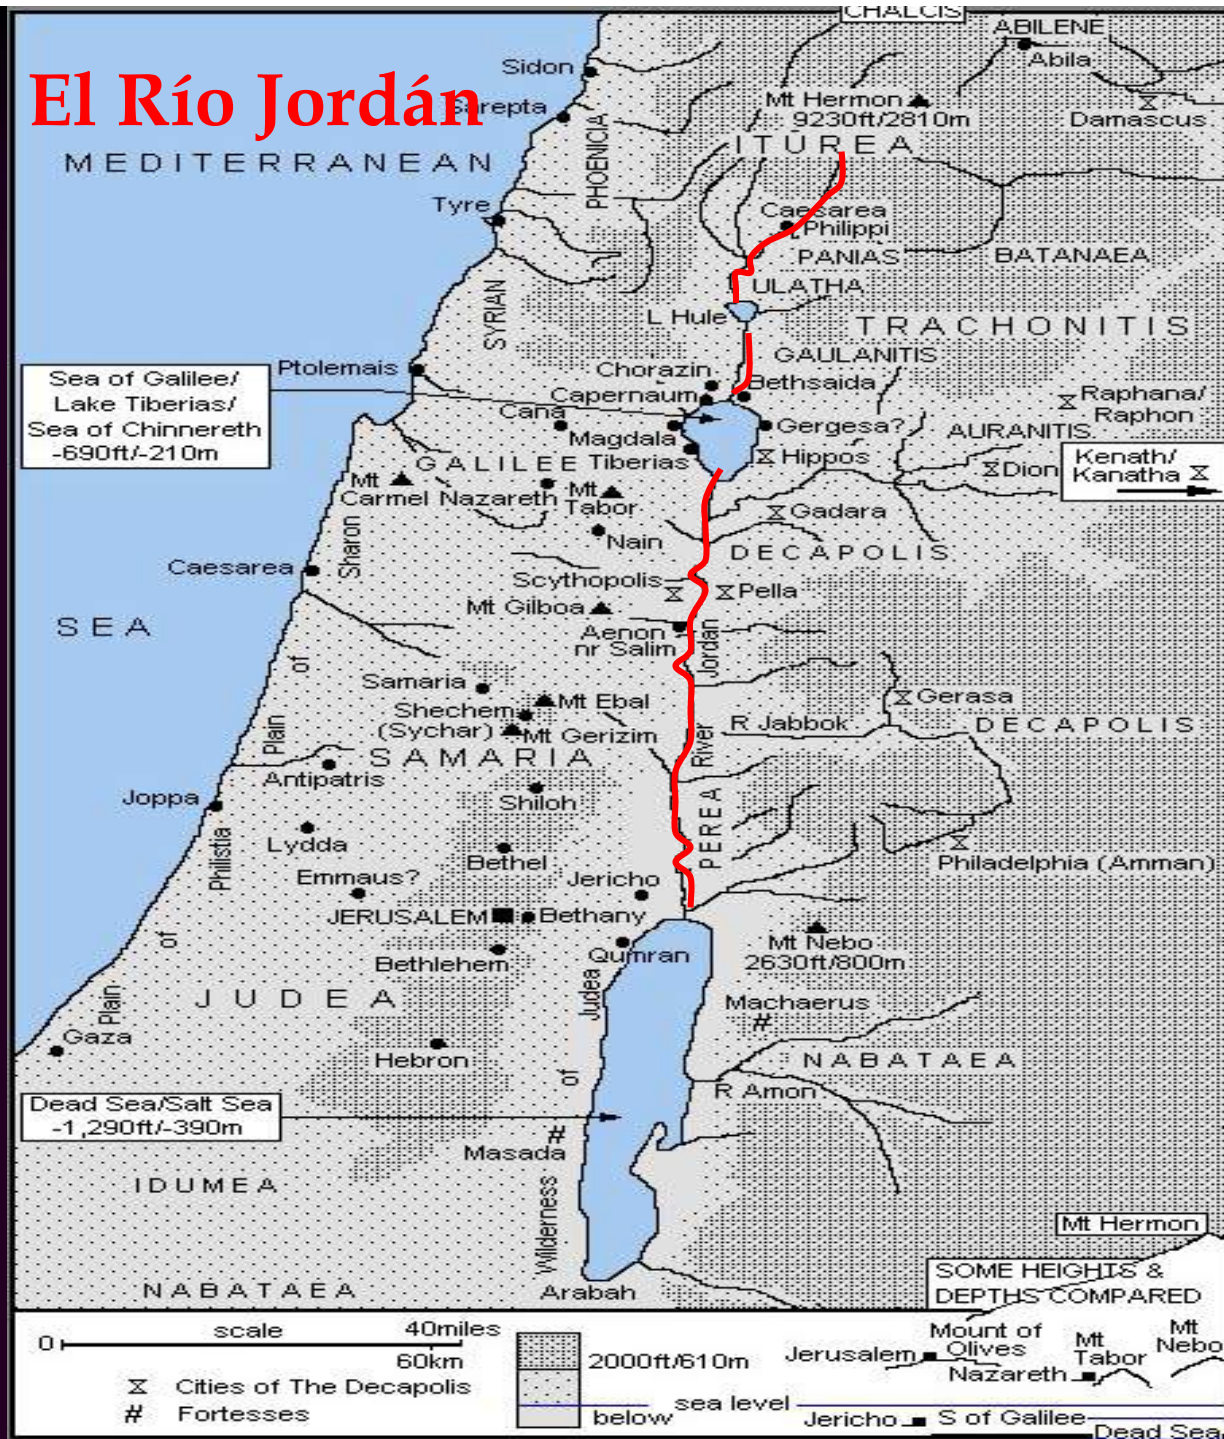 CHALCIS
ABILENE
Abila
Sidon
El Río Jordán
Sarepta
Mt Hermon
9230ft/2810m
Damascus
ITUREA
MEDITERRANEAN
PHOENICIA
Tyre
Caesarea
Philippi
PANIAS
BATANAEA
ULATHA
SYRIAN
L Hule
TRACHONITIS
GAULANITIS
Ptolemais
Sea of Galilee/
Lake Tiberias/
Sea of Chinnereth
-690ft/-210m
Chorazin
Bethsaida
Capernaum
Raphana/
Raphon
Cana
Gergesa?
AURANITIS
Magdala
GALILEE
Tiberias
Hippos
Dion
Kenath/
Kanatha
Mt
Carmel
Nazareth
Mt
Tabor
Gadara
Nain
DECAPOLIS
Sharon
Caesarea
Scythopolis
Pella
Mt Gilboa
SEA
Aenon
nr Salim
Jordan
of
Samaria
Mt Ebal
Gerasa
Shechem
(Sychar)
Mt Gerizim
R Jabbok
DECAPOLIS
Plain
River
SAMARIA
Antipatris
Joppa
Shiloh
PEREA
Lydda
Philistia
Bethel
Philadelphia (Amman)
Emmaus?
Jericho
JERUSALEM
Bethany
of
Mt Nebo
2630ft/800m
Qumran
Bethlehem
Plain
JUDEA
Judea
Machaerus
#
Gaza
Hebron
NABATAEA
of
R Arnon
Dead Sea/Salt Sea
-1,290ft/-390m
#
Masada
IDUMEA
Wilderness
Mt Hermon
NABATAEA
Arabah
SOME HEIGHTS &
DEPTHS COMPARED
0
scale
40miles
60km
2000ft/610m
Jerusalem
Mount of
Olives
Mt
Tabor
Mt
Nebo
Nazareth
Cities of The Decapolis
sea level
# Fortesses
below
Jericho
S of Galilee
Dead Sea